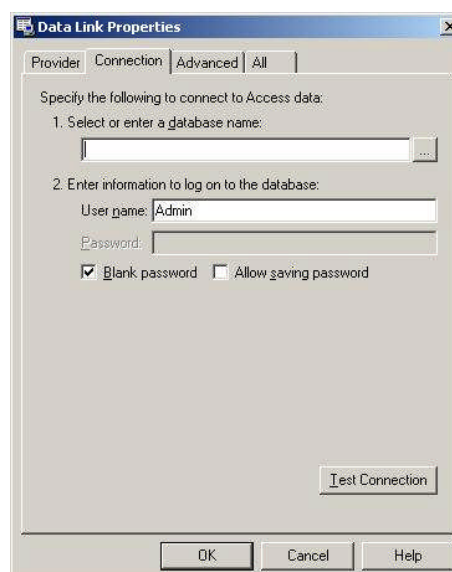 Data Link Properties
Provider Connection Advanced All
Specify the following to connect to Access data:
1. Select or enter a database name:
...
2. Enter information to log on to the database:
User name: Admin
Password:
Blank password Allow saving password
Test Connection
OK Cancel Help